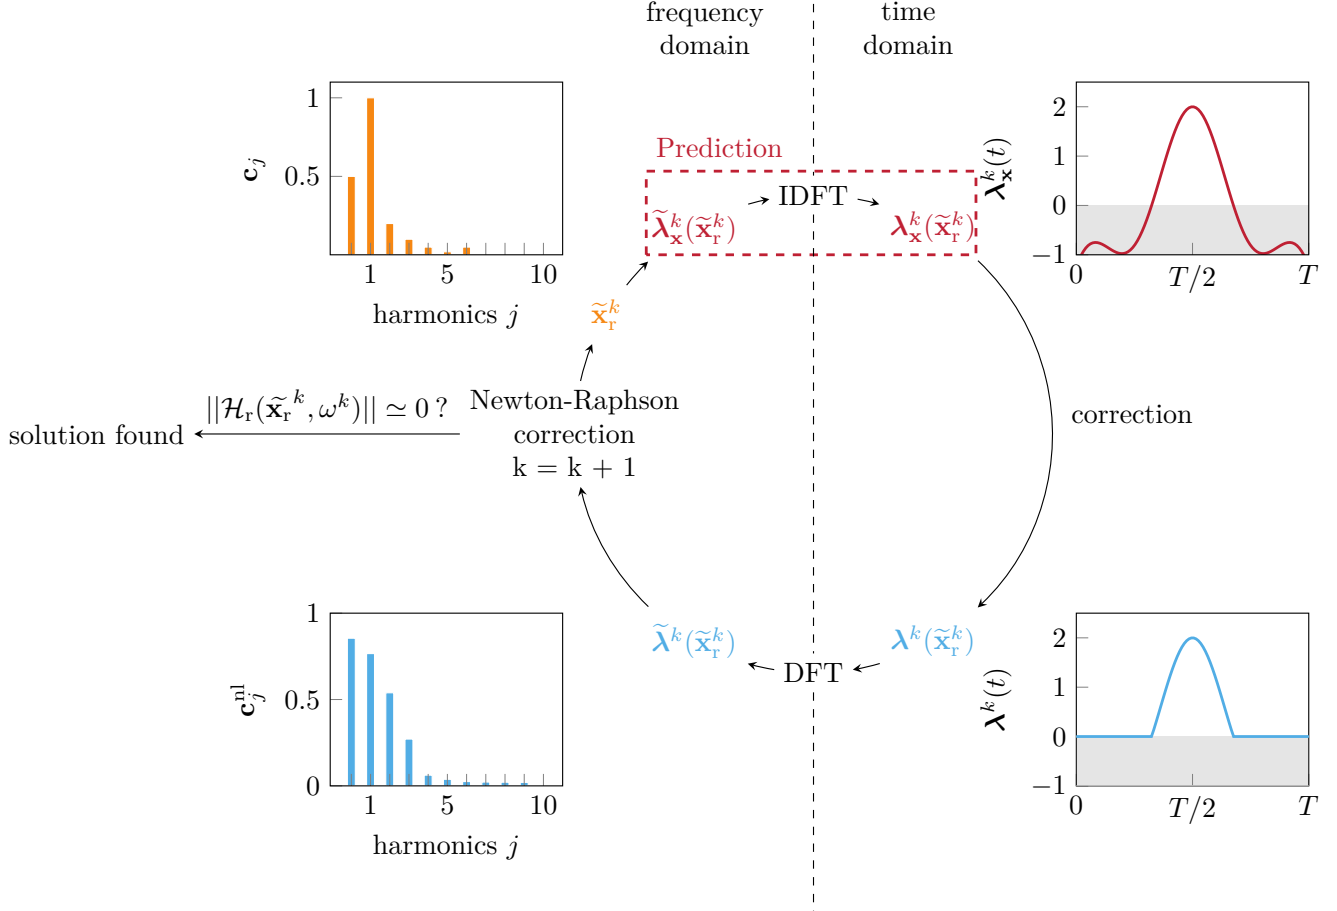 frequency
domain
time
domain
1
0.5
c_j
1
5
10
harmonics j
Prediction
IDFT
λ̃_x^k(x̃_r^k)
λ_x^k(x̃_r^k)
λ_x^k(t)
2
1
0
−1
0
T/2
T
x̃_r^k
||ℋ_r(x̃_r^k, ω^k)|| ≃ 0 ?
solution found
Newton-Raphson
correction
k = k + 1
correction
λ̃^k(x̃_r^k)
λ^k(x̃_r^k)
DFT
1
0.5
0
c_j^nl
1
5
10
harmonics j
λ^k(t)
2
1
0
−1
0
T/2
T